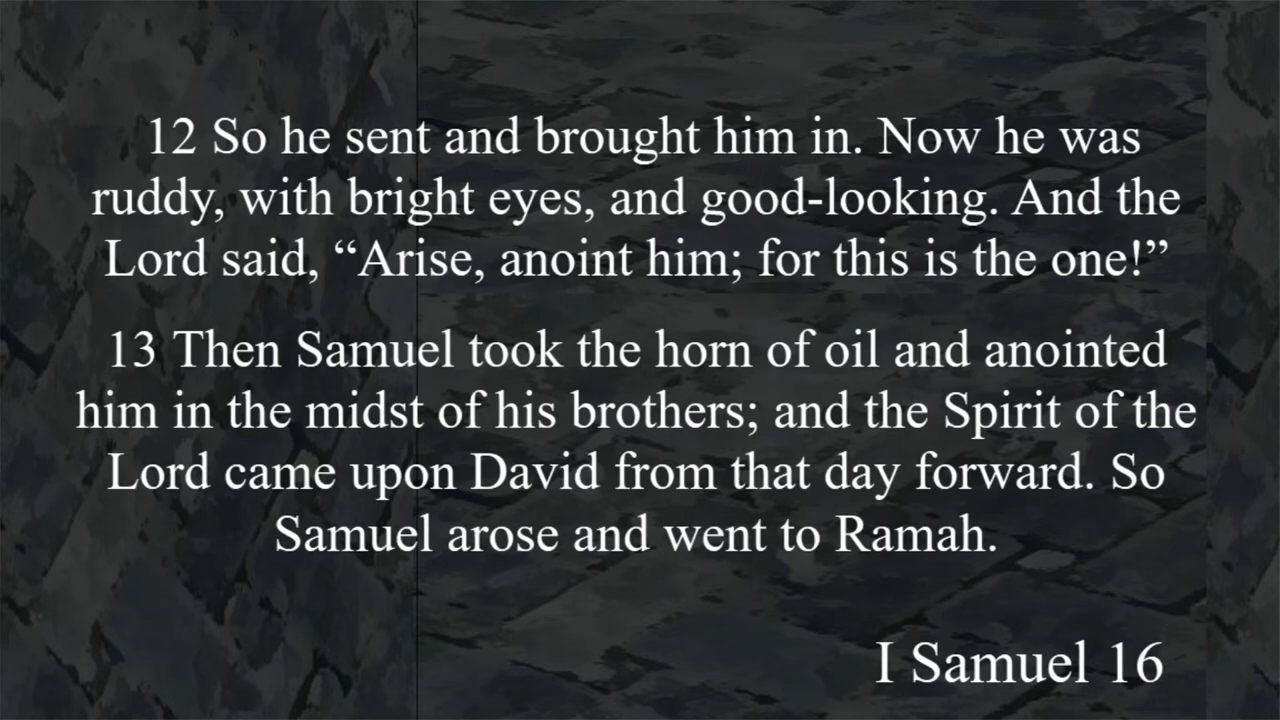 12 So he sent and brought him in. Now he was
ruddy, with bright eyes, and good-looking. And the
Lord said, “Arise, anoint him; for this is the one!”
13 Then Samuel took the horn of oil and anointed
him in the midst of his brothers; and the Spirit of the
Lord came upon David from that day forward. So
Samuel arose and went to Ramah.
I Samuel 16